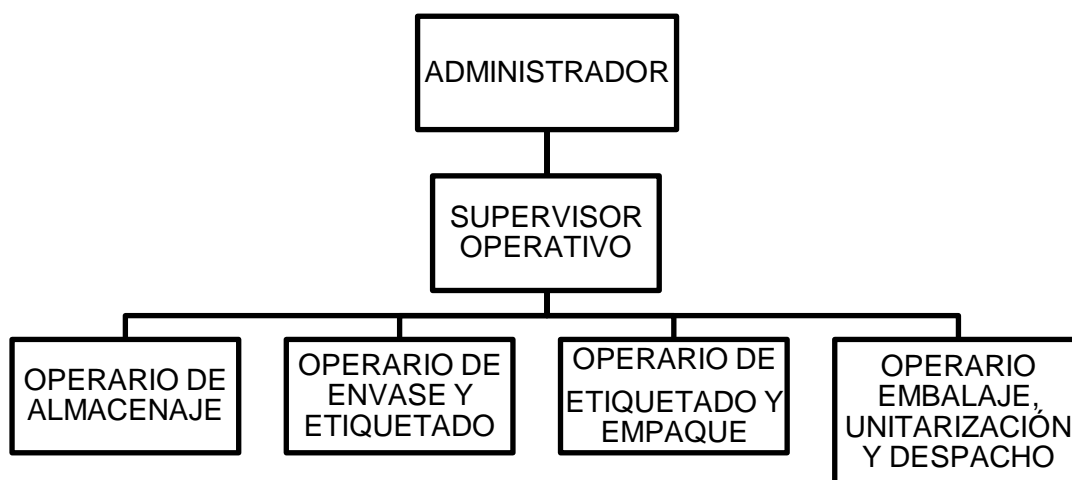 ADMINISTRADOR
SUPERVISOR
OPERATIVO
OPERARIO DE
ALMACENAJE
OPERARIO DE
ENVASE Y
ETIQUETADO
OPERARIO DE
ETIQUETADO Y
EMPAQUE
OPERARIO
EMBALAJE,
UNITARIZACIÓN
Y DESPACHO